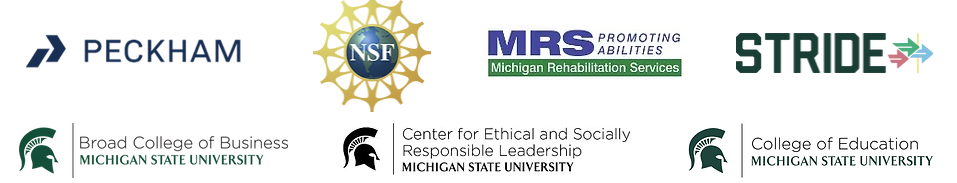 PECKHAM
NSF
MRS PROMOTING
ABILITIES
Michigan Rehabilitation Services
STRIDE
Broad College of Business
MICHIGAN STATE UNIVERSITY
Center for Ethical and Socially
Responsible Leadership
MICHIGAN STATE UNIVERSITY
College of Education
MICHIGAN STATE UNIVERSITY